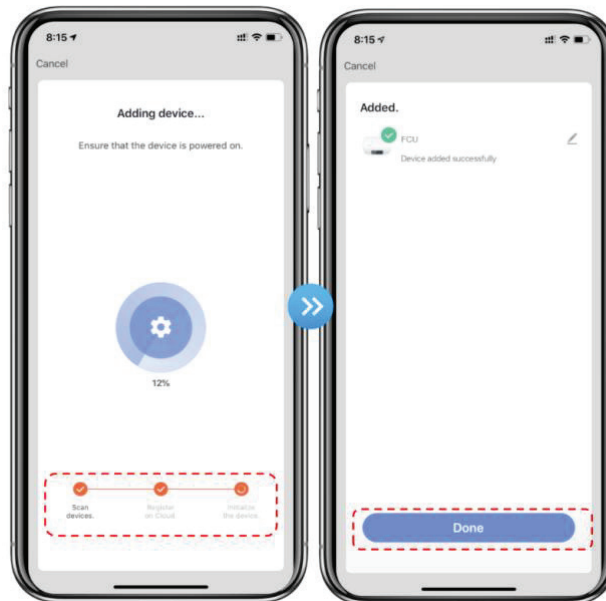 8:15
Cancel
Adding device...
Ensure that the device is powered on.
12%
Scan
devices.
Register
on Cloud.
Initialize
the device.
8:15
Cancel
Added.
FCU
Device added successfully
Done